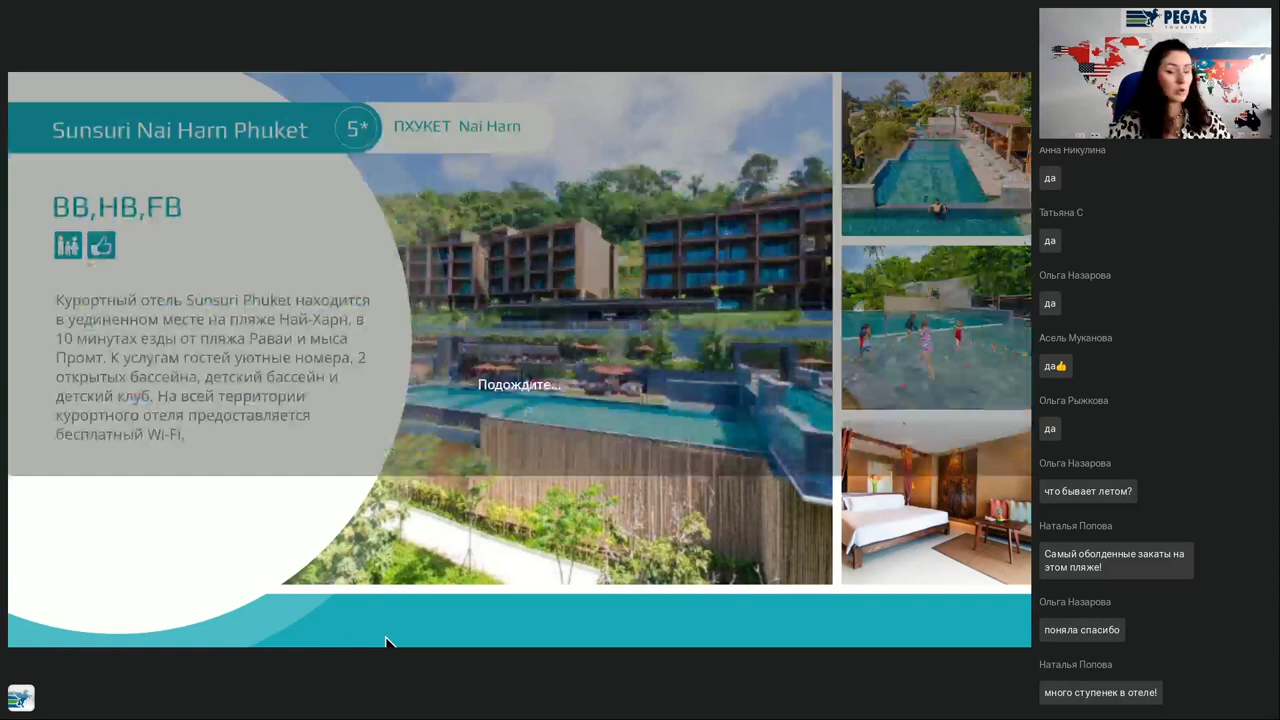 Sunsuri Nai Harn Phuket
5*
ПХУКЕТ Nai Harn
BB,HB,FB
Курортный отель Sunsuri Phuket находится
в уединенном месте на пляже Най-Харн, в
10 минутах езды от пляжа Раваи и мыса
Промт. К услугам гостей уютные номера, 2
открытых бассейна, детский бассейн и
детский клуб. На всей территории
курортного отеля предоставляется
бесплатный Wi-Fi,
Подождите...
PEGAS
TOURISTIK
Анна Никулина
да
Татьяна С
да
Ольга Назарова
да
Асель Муканова
да👍
Ольга Рыжкова
да
Ольга Назарова
что бывает летом?
Наталья Попова
Самый оболденные закаты на
этом пляже!
Ольга Назарова
поняла спасибо
Наталья Попова
много ступенек в отеле!